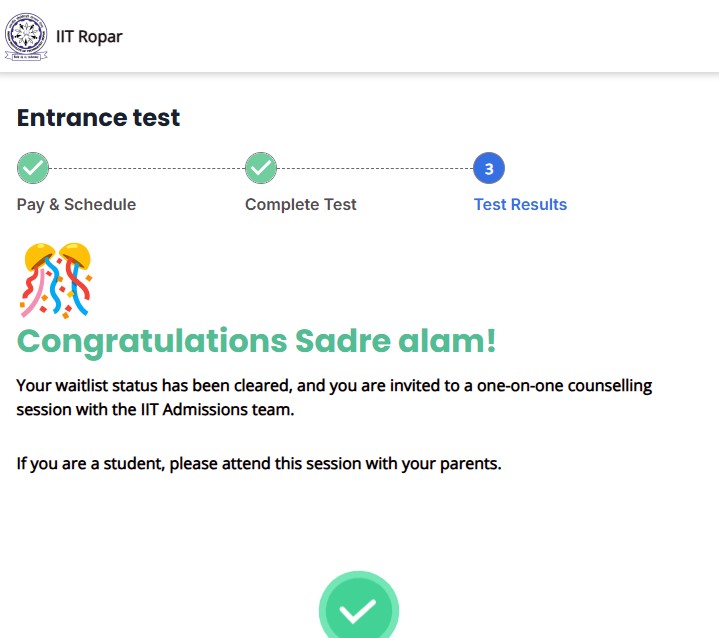 IIT Ropar
Entrance test
3
Pay & Schedule
Complete Test
Test Results
Congratulations Sadre alam!
Your waitlist status has been cleared, and you are invited to a one-on-one counselling
session with the IIT Admissions team.
If you are a student, please attend this session with your parents.